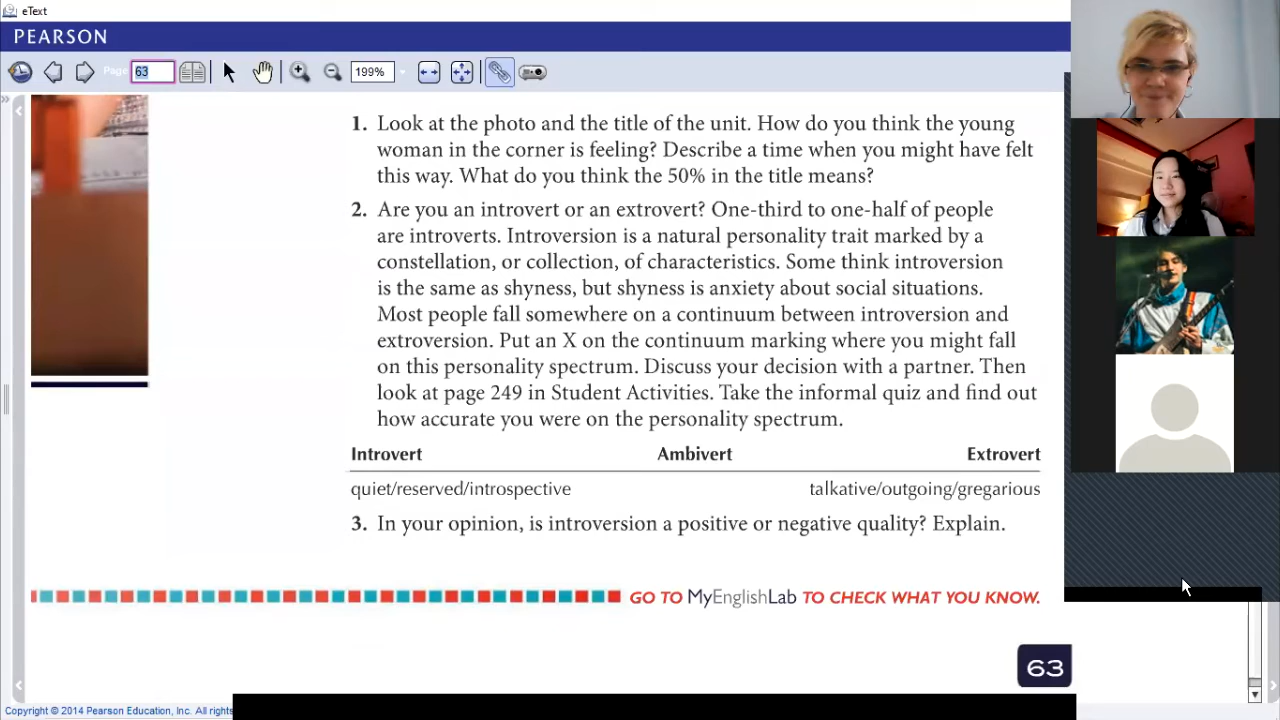 eText
PEARSON
Page 63
199%
1. Look at the photo and the title of the unit. How do you think the young
woman in the corner is feeling? Describe a time when you might have felt
this way. What do you think the 50% in the title means?
2. Are you an introvert or an extrovert? One-third to one-half of people
are introverts. Introversion is a natural personality trait marked by a
constellation, or collection, of characteristics. Some think introversion
is the same as shyness, but shyness is anxiety about social situations.
Most people fall somewhere on a continuum between introversion and
extroversion. Put an X on the continuum marking where you might fall
on this personality spectrum. Discuss your decision with a partner. Then
look at page 249 in Student Activities. Take the informal quiz and find out
how accurate you were on the personality spectrum.
Introvert Ambivert Extrovert
quiet/reserved/introspective talkative/outgoing/gregarious
3. In your opinion, is introversion a positive or negative quality? Explain.
GO TO MyEnglishLab TO CHECK WHAT YOU KNOW.
63
Copyright © 2014 Pearson Education, Inc. All rights